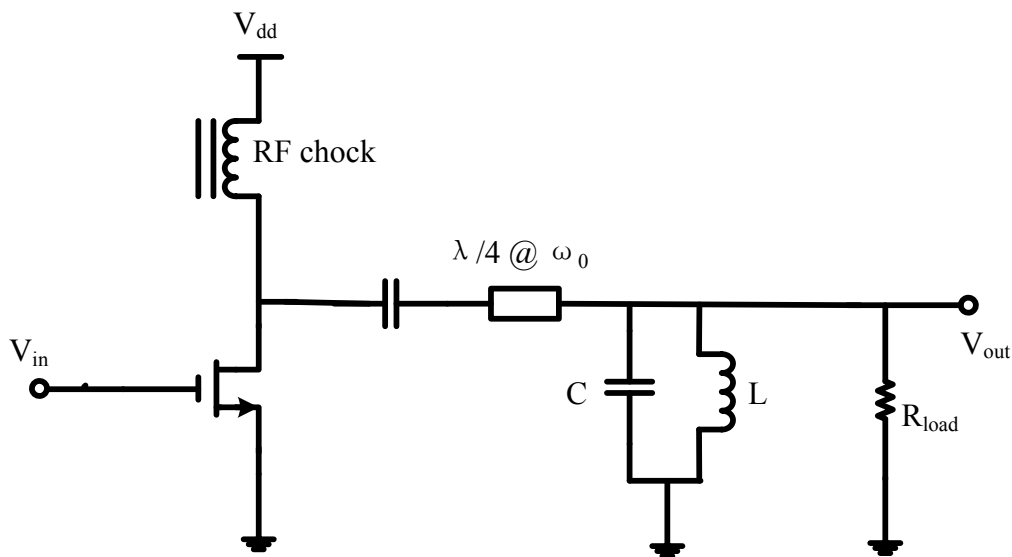 V_dd
RF chock
λ/4 @ ω_0
V_in
V_out
C
L
R_load